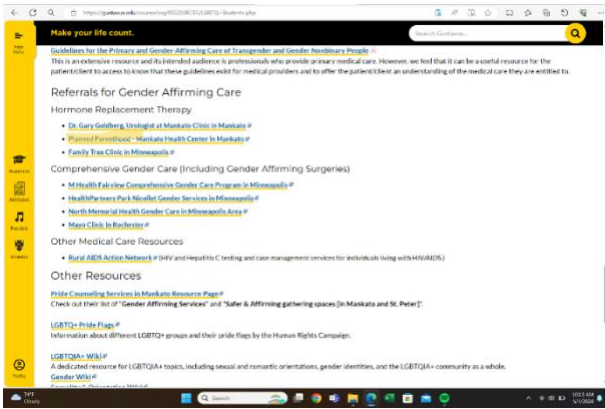 Make your life count.
Search Gustavus...
Menu
Guidelines for the Primary and Gender-Affirming Care of Transgender and Gender Nonbinary People
This is an extensive resource and its intended audience is professionals who provide primary medical care. However, we feel that it can be a useful resource for the
patient/client to access to know that these guidelines exist for medical providers and to offer the patient/client an understanding of the medical care they are entitled to.
Referrals for Gender Affirming Care
Hormone Replacement Therapy
• Dr. Gary Goldberg, Urologist at Mankato Clinic in Mankato
• Planned Parenthood - Mankato Health Center in Mankato
• Family Tree Clinic in Minneapolis
Comprehensive Gender Care (Including Gender Affirming Surgeries)
• M Health Fairview Comprehensive Gender Care Program in Minneapolis
• HealthPartners Park Nicollet Gender Services in Minneapolis
• North Memorial Health Gender Care in Minneapolis Area
• Mayo Clinic in Rochester
Other Medical Care Resources
• Rural AIDS Action Network (HIV and Hepatitis C testing and case management services for individuals living with HIV/AIDS.)
Other Resources
Pride Counseling Services in Mankato Resource Page
Check out their list of "Gender Affirming Services" and "Safer & Affirming gathering spaces [in Mankato and St. Peter]".
LGBTQ+ Pride Flags
Information about different LGBTQ+ groups and their pride flags by the Human Rights Campaign.
LGBTQIA+ Wiki
A dedicated resource for LGBTQIA+ topics, including sexual and romantic orientations, gender identities, and the LGBTQIA+ community as a whole.
Gender Wiki
Profile
Cloudy
Search
10:13 AM